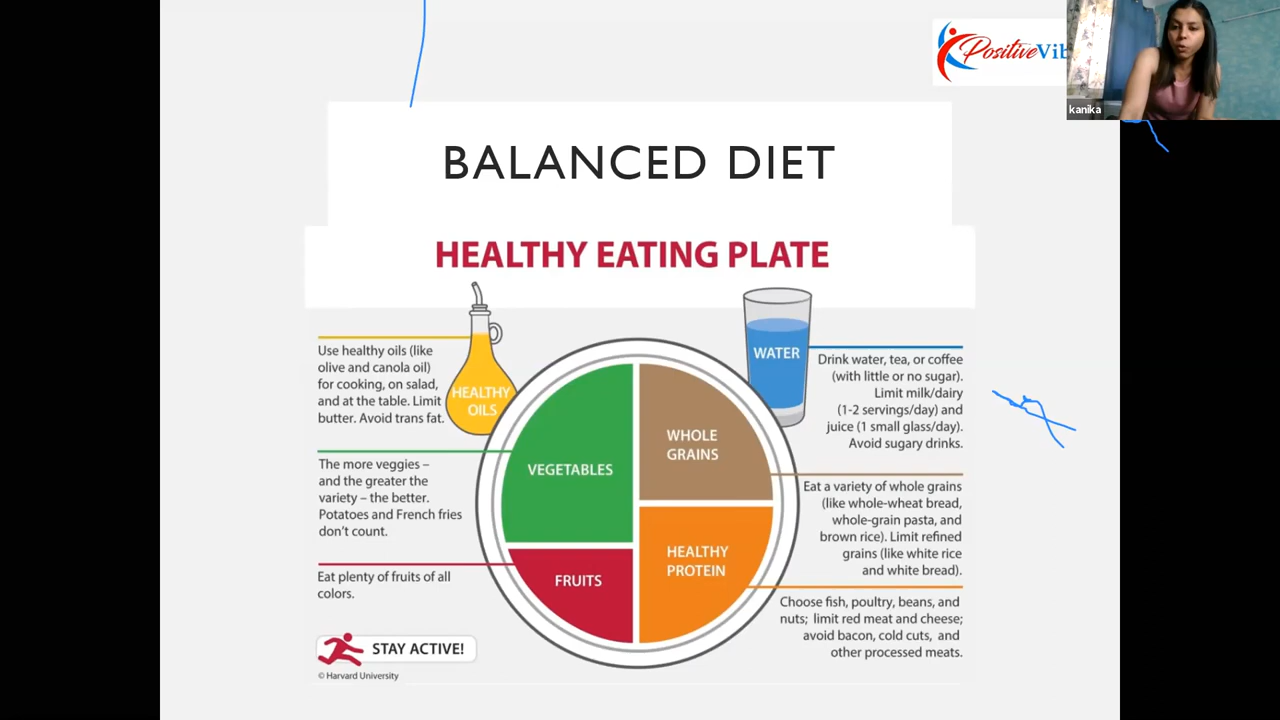 PositiveVib
kanika
BALANCED DIET
HEALTHY EATING PLATE
Use healthy oils (like
olive and canola oil)
for cooking, on salad,
and at the table. Limit
butter. Avoid trans fat.
HEALTHY
OILS
WATER
Drink water, tea, or coffee
(with little or no sugar).
Limit milk/dairy
(1-2 servings/day) and
juice (1 small glass/day).
Avoid sugary drinks.
The more veggies –
and the greater the
variety – the better.
Potatoes and French fries
don't count.
VEGETABLES
WHOLE
GRAINS
Eat a variety of whole grains
(like whole-wheat bread,
whole-grain pasta, and
brown rice). Limit refined
grains (like white rice
and white bread).
Eat plenty of fruits of all
colors.
FRUITS
HEALTHY
PROTEIN
Choose fish, poultry, beans, and
nuts; limit red meat and cheese;
avoid bacon, cold cuts, and
other processed meats.
STAY ACTIVE!
© Harvard University